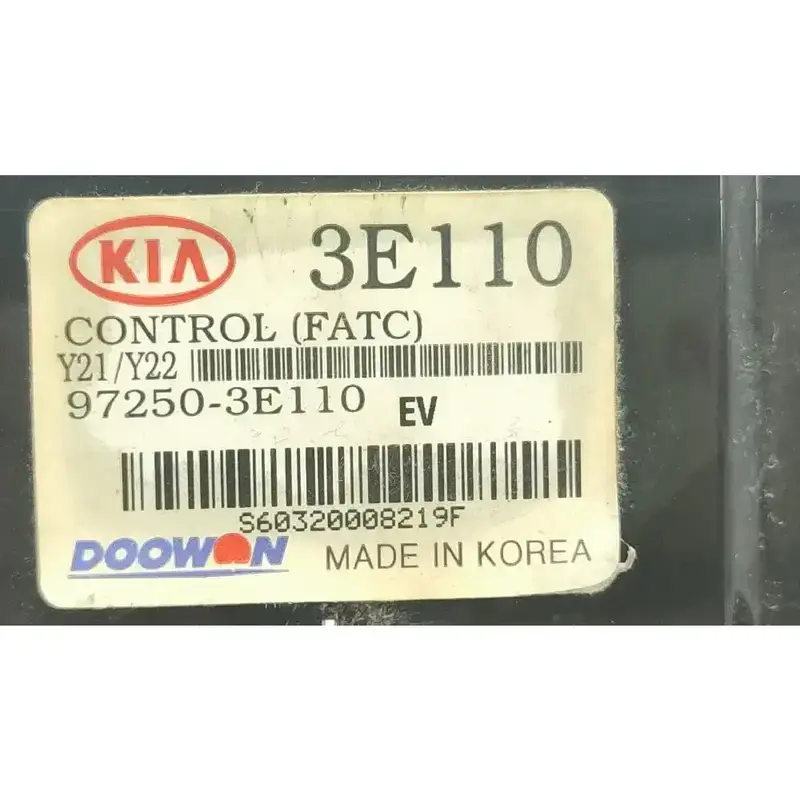 KIA 3E110
CONTROL (FATC)
Y21/Y22
97250-3E110 EV
S60320008219F
DOOWON MADE IN KOREA